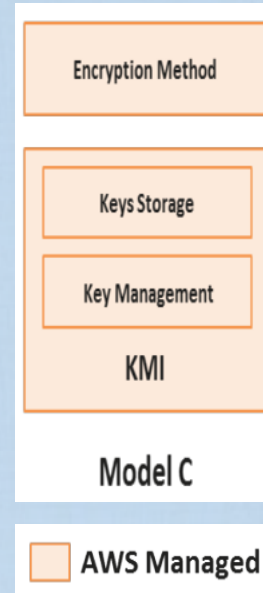 Encryption Method
Keys Storage
Key Management
KMI
Model C
AWS Managed